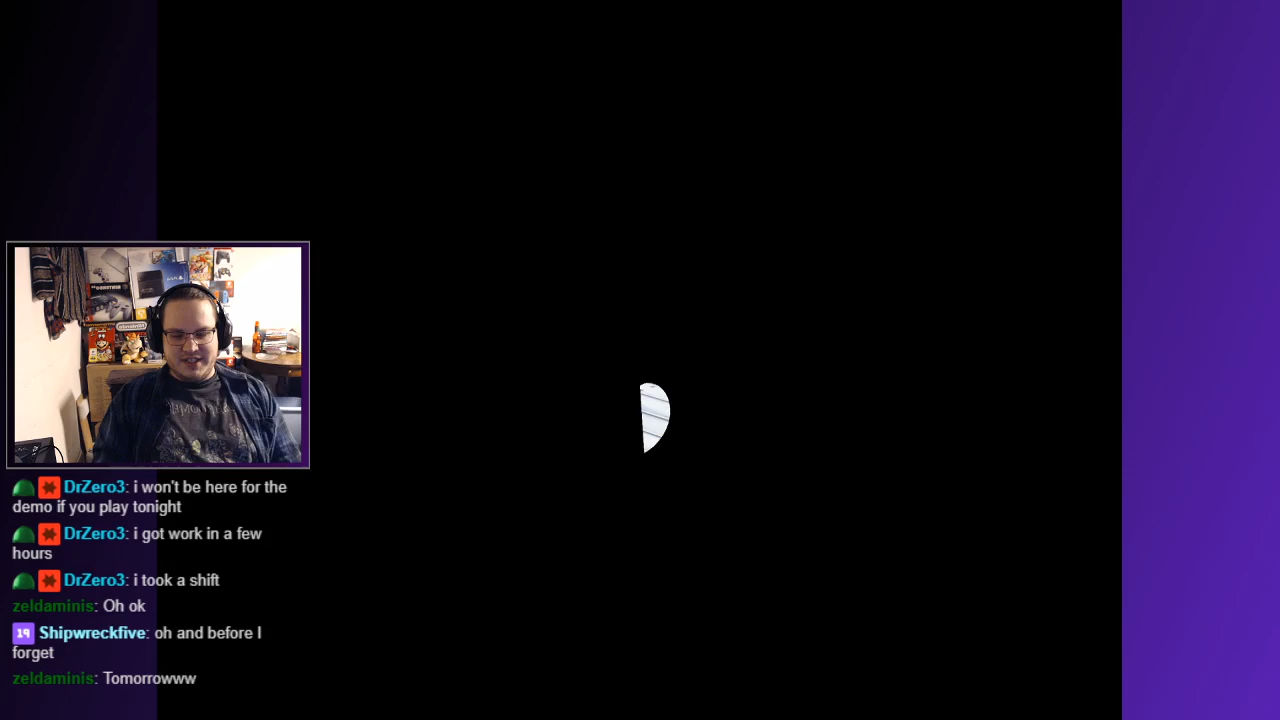 DrZero3: i won't be here for the
demo if you play tonight
DrZero3: i got work in a few
hours
DrZero3: i took a shift
zeldaminis: Oh ok
19 Shipwreckfive: oh and before I
forget
zeldaminis: Tomorrowww